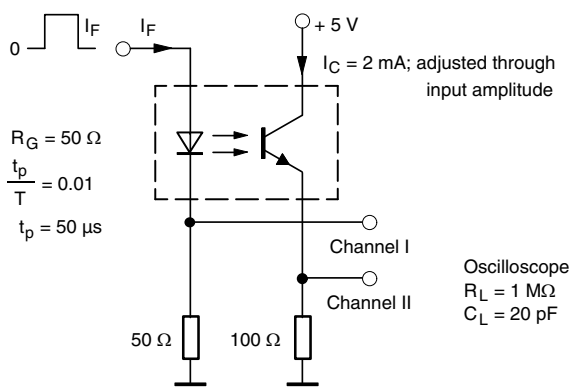 0
I_F
I_F
+ 5 V
I_C = 2 mA; adjusted through
input amplitude
R_G = 50 Ω
t_p
T
= 0.01
t_p = 50 μs
Channel I
Channel II
50 Ω
100 Ω
Oscilloscope
R_L = 1 MΩ
C_L = 20 pF